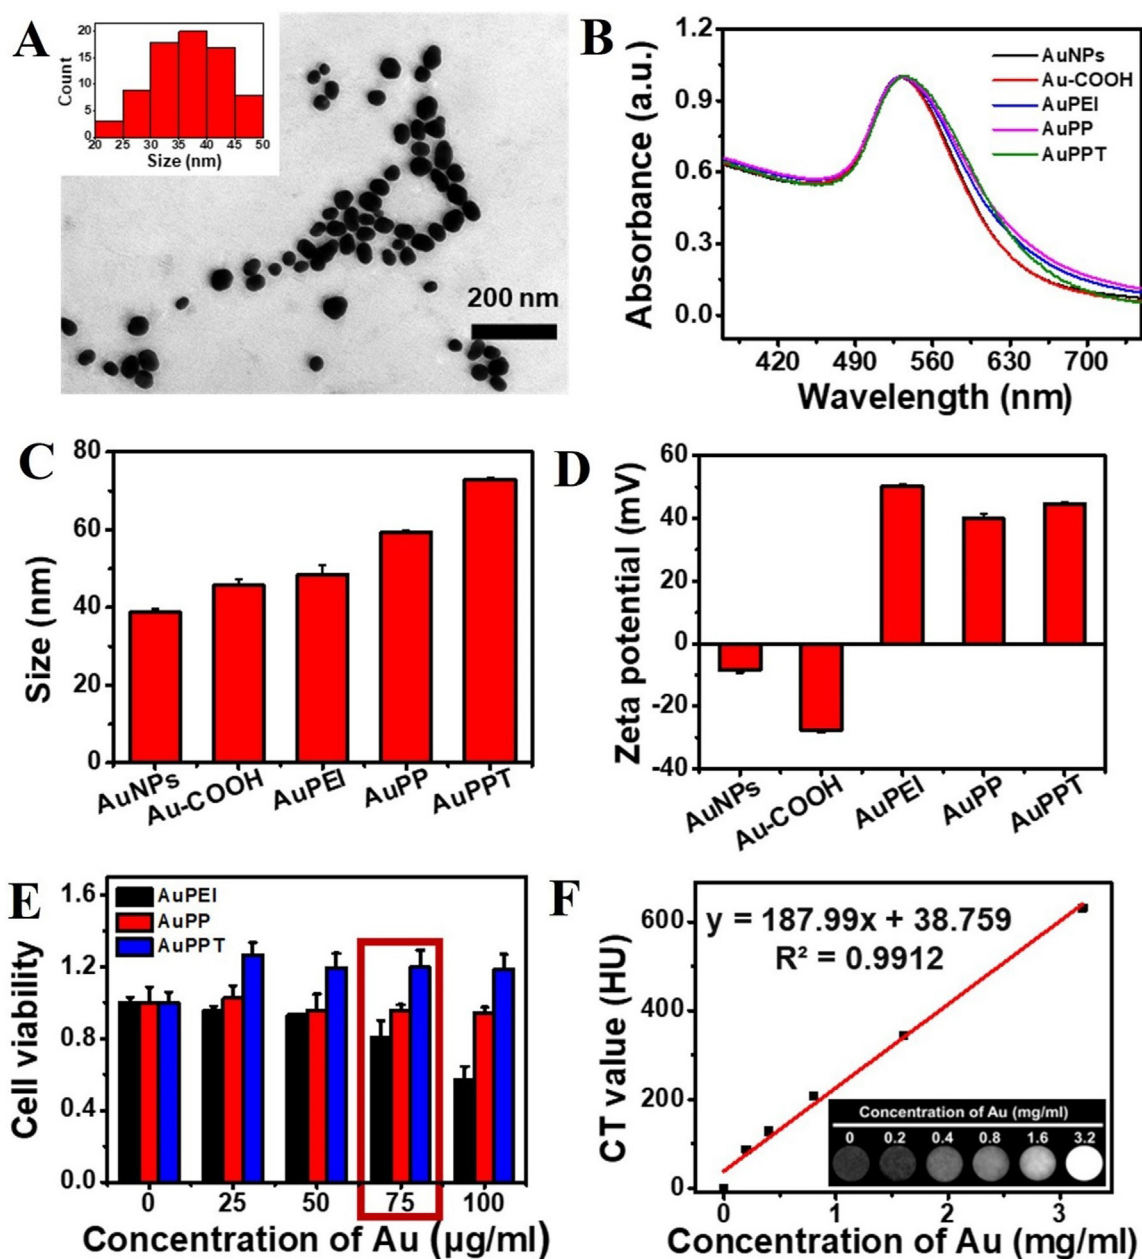 A
20
15
10
5
0
Count
20 25 30 35 40 45 50
Size (nm)
200 nm
B
1.2
0.9
0.6
0.3
0.0
Absorbance (a.u.)
AuNPs
Au-COOH
AuPEI
AuPP
AuPPT
420 490 560 630 700
Wavelength (nm)
C
80
60
40
20
0
Size (nm)
AuNPs Au-COOH AuPEI AuPP AuPPT
D
60
40
20
0
-20
-40
Zeta potential (mV)
AuNPs Au-COOH AuPEI AuPP AuPPT
E
1.6
1.2
0.8
0.4
0.0
Cell viability
AuPEI
AuPP
AuPPT
0 25 50 75 100
Concentration of Au (μg/ml)
F
600
400
200
0
CT value (HU)
y = 187.99x + 38.759
R² = 0.9912
Concentration of Au (mg/ml)
0 0.2 0.4 0.8 1.6 3.2
0 1 2 3
Concentration of Au (mg/ml)